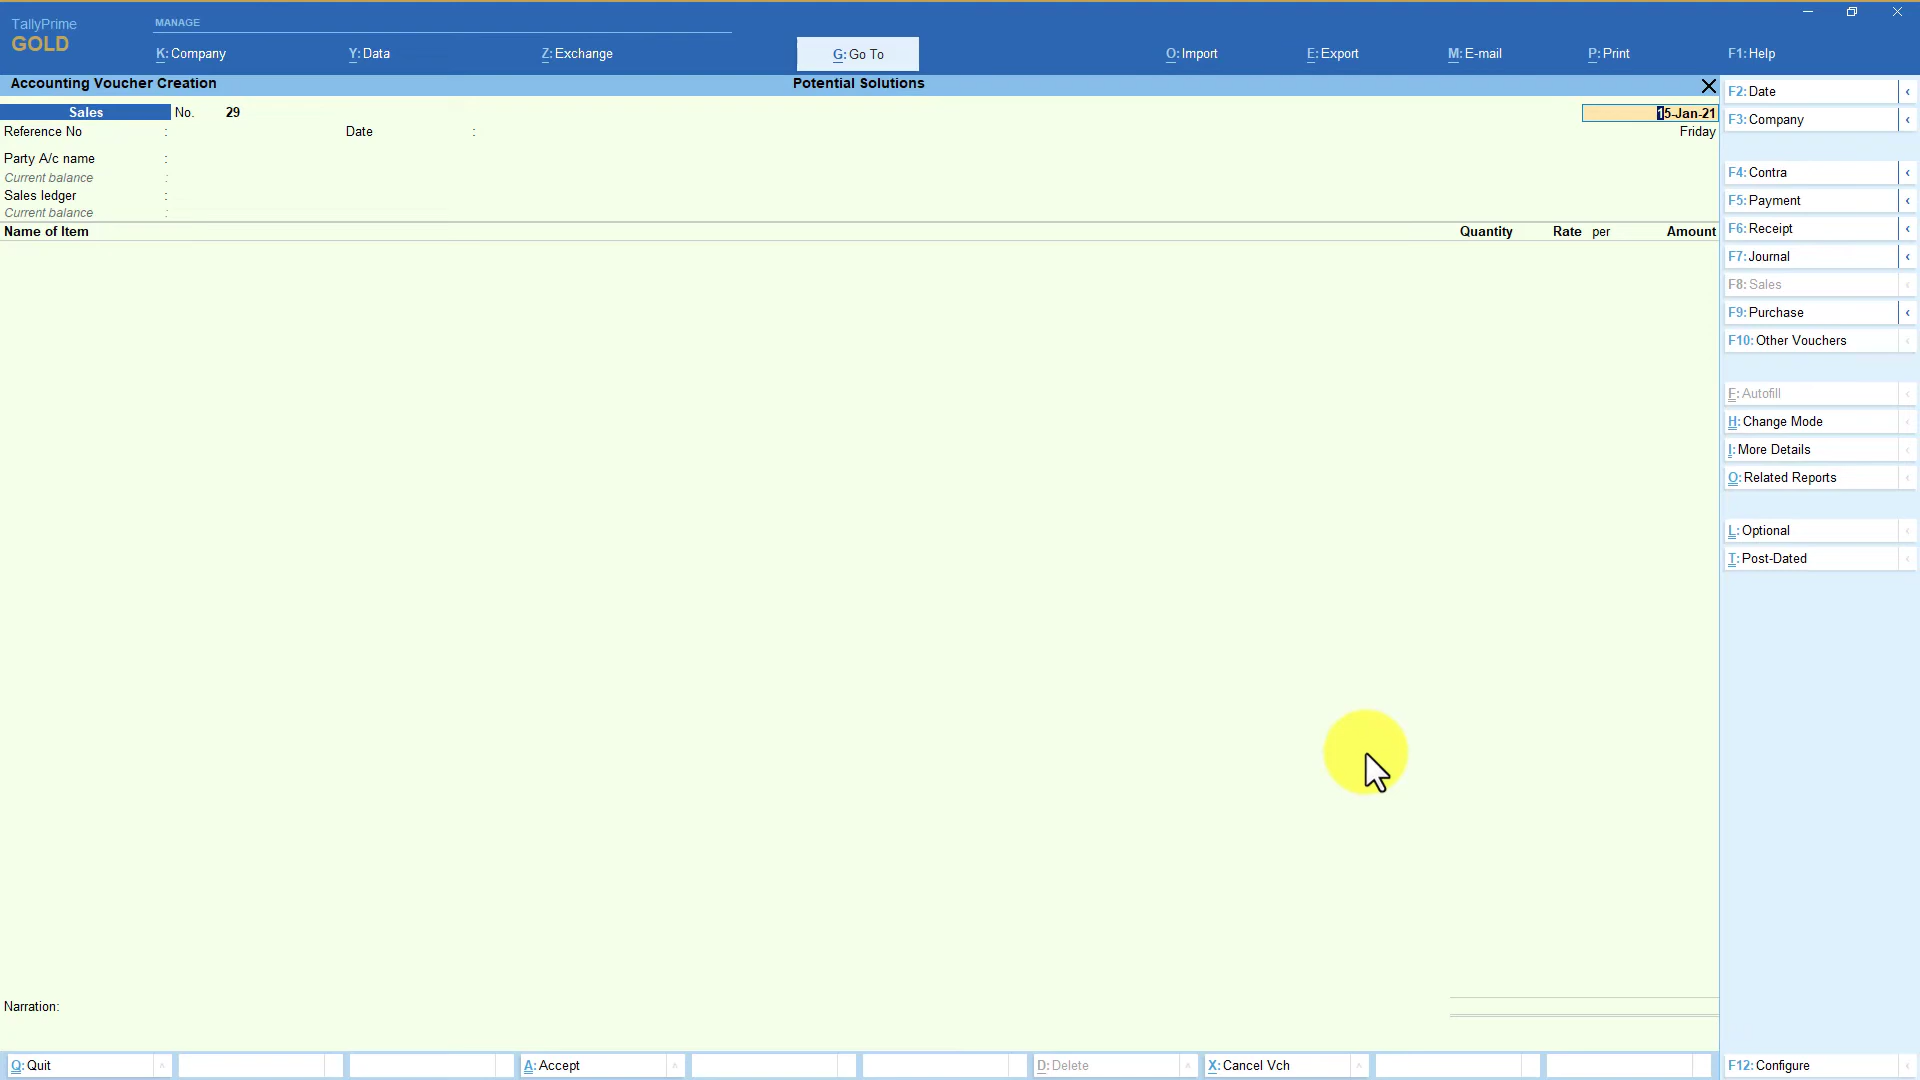 TallyPrime
GOLD
MANAGE
K: Company
Y: Data
Z: Exchange
G: Go To
O: Import
E: Export
M: E-mail
P: Print
F1: Help
Accounting Voucher Creation
Potential Solutions
Sales No. 29
15-Jan-21
Reference No : Date :
Friday
Party A/c name :
Current balance :
Sales ledger :
Current balance :
Name of Item Quantity Rate per Amount
Narration:
F2: Date
F3: Company
F4: Contra
F5: Payment
F6: Receipt
F7: Journal
F8: Sales
F9: Purchase
F10: Other Vouchers
F: Autofill
H: Change Mode
I: More Details
O: Related Reports
L: Optional
T: Post-Dated
Q: Quit
A: Accept
D: Delete
X: Cancel Vch
F12: Configure